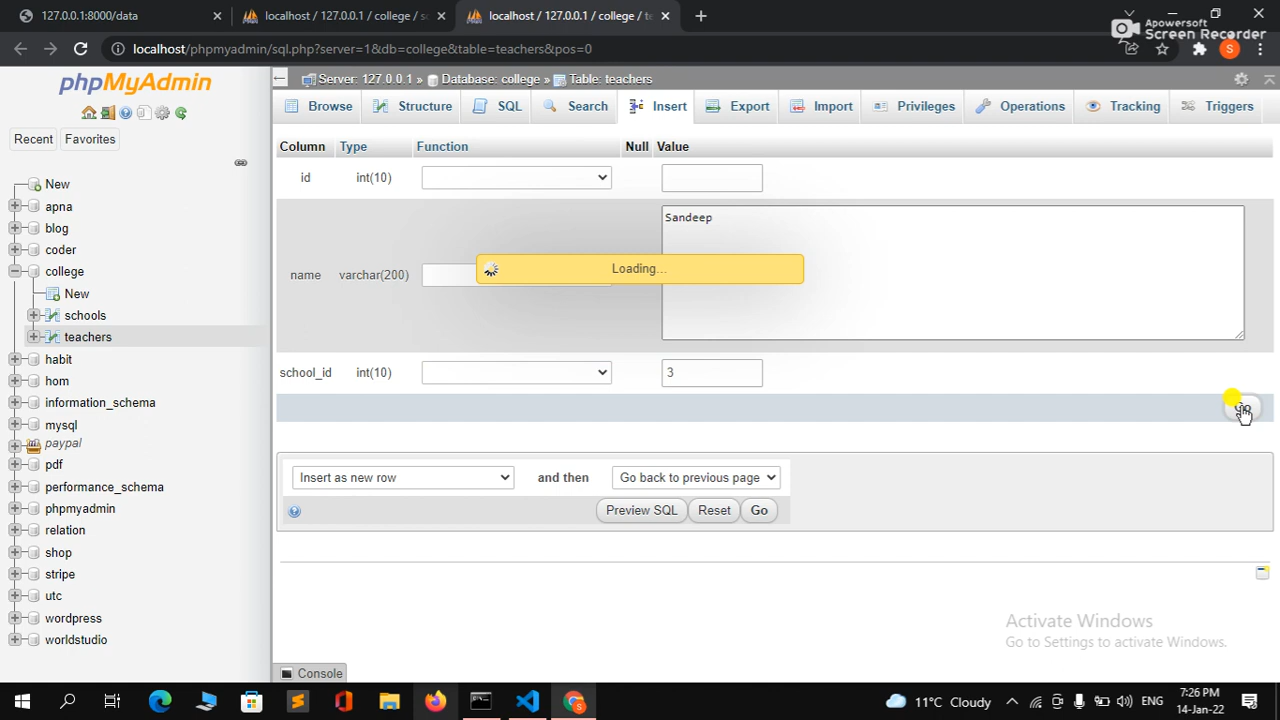 127.0.0.1:8000/data
localhost / 127.0.0.1 / college / s
localhost / 127.0.0.1 / college / te
Apowersoft
Screen Recorder
localhost/phpmyadmin/sql.php?server=1&db=college&table=teachers&pos=0
S
phpMyAdmin
Recent
Favorites
New
apna
blog
coder
college
New
schools
teachers
habit
hom
information_schema
mysql
paypal
pdf
performance_schema
phpmyadmin
relation
shop
stripe
utc
wordpress
worldstudio
Server: 127.0.0.1 » Database: college » Table: teachers
Browse Structure SQL Search Insert Export Import Privileges Operations Tracking Triggers
Column Type Function Null Value
id int(10)
Sandeep
Loading...
name varchar(200)
school_id int(10) 3
Go
Insert as new row and then Go back to previous page
Preview SQL Reset Go
Activate Windows
Go to Settings to activate Windows.
Console
11°C Cloudy ENG 7:26 PM
14-Jan-22